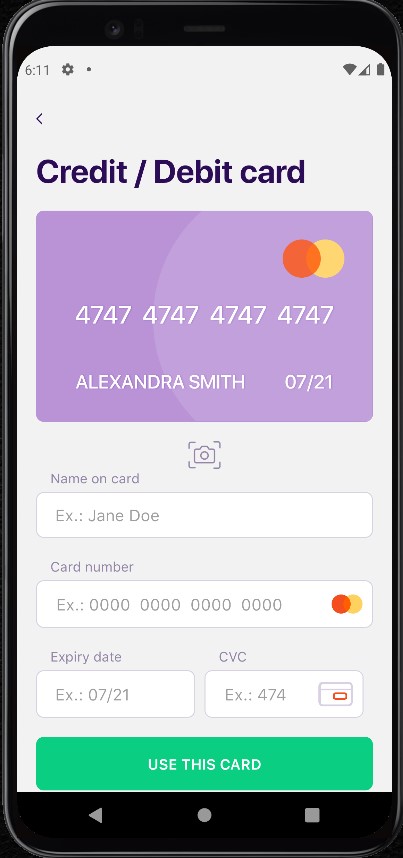 6:11
Credit / Debit card
4747 4747 4747 4747
ALEXANDRA SMITH 07/21
Name on card
Ex.: Jane Doe
Card number
Ex.: 0000 0000 0000 0000
Expiry date CVC
Ex.: 07/21 Ex.: 474
USE THIS CARD